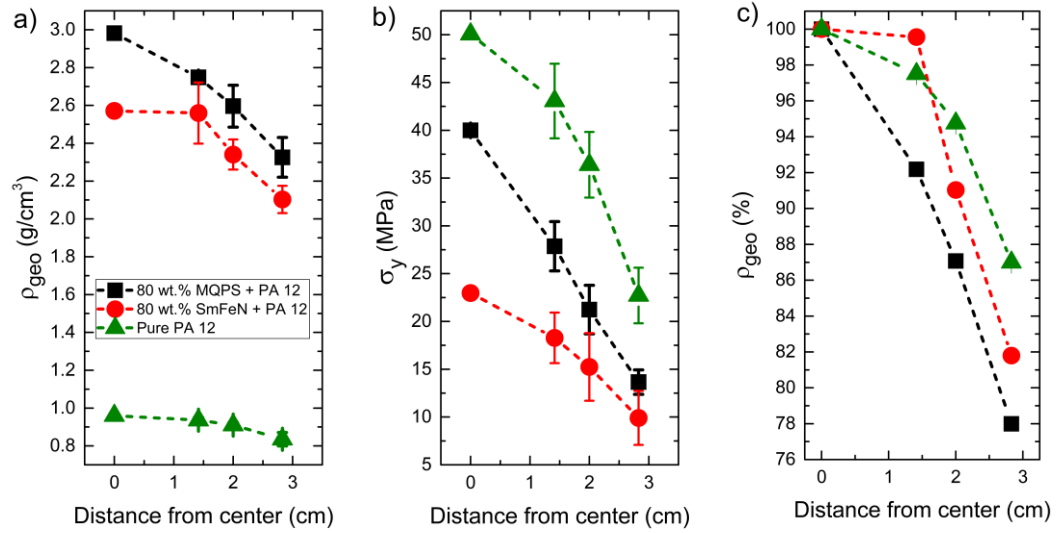 a)
3.0
2.8
2.6
2.4
2.2
2.0
1.8
1.6
1.4
1.2
1.0
0.8
ρgeo (g/cm³)
80 wt.% MQPS + PA 12
80 wt.% SmFeN + PA 12
Pure PA 12
0 1 2 3
Distance from center (cm)
b)
50
45
40
35
30
25
20
15
10
5
σy (MPa)
0 1 2 3
Distance from center (cm)
c)
100
98
96
94
92
90
88
86
84
82
80
78
76
ρgeo (%)
0 1 2 3
Distance from center (cm)